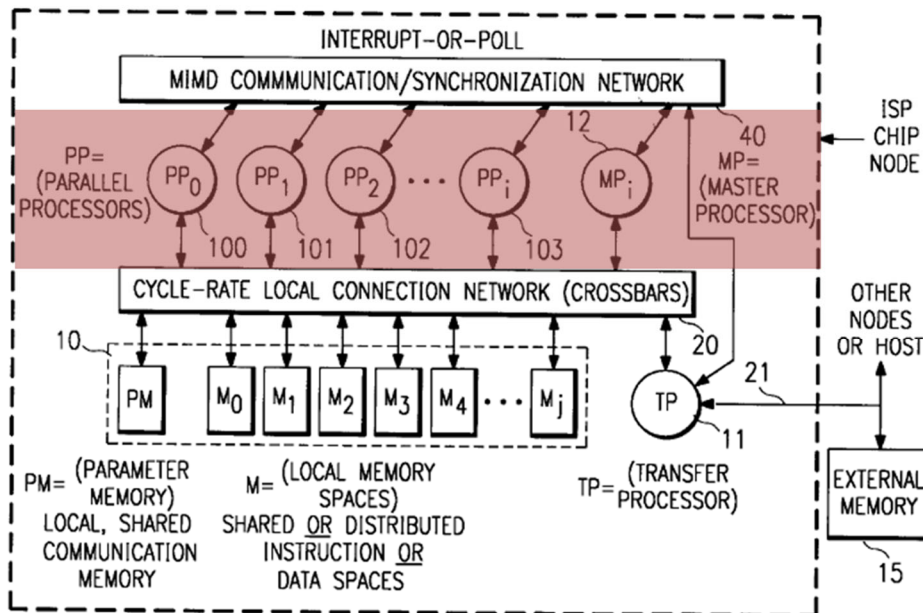 INTERRUPT-OR-POLL
MIMD COMMMUNICATION/SYNCHRONIZATION NETWORK
40
ISP
CHIP
NODE
PP=
(PARALLEL
PROCESSORS)
PP0
PP1
PP2
•••
PPi
12
MPi
MP=
(MASTER
PROCESSOR)
100
101
102
103
CYCLE-RATE LOCAL CONNECTION NETWORK (CROSSBARS)
20
OTHER
NODES
OR HOST
10
PM
M0
M1
M2
M3
M4
•••
Mj
TP
11
21
PM= (PARAMETER
MEMORY)
LOCAL, SHARED
COMMUNICATION
MEMORY
M= (LOCAL MEMORY
SPACES)
SHARED OR DISTRIBUTED
INSTRUCTION OR
DATA SPACES
TP= (TRANSFER
PROCESSOR)
EXTERNAL
MEMORY
15